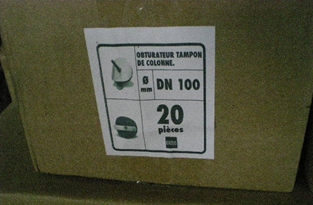 OBTURATEUR TAMPON
DE COLONNE.
Ø
mm
DN 100
20
pièces